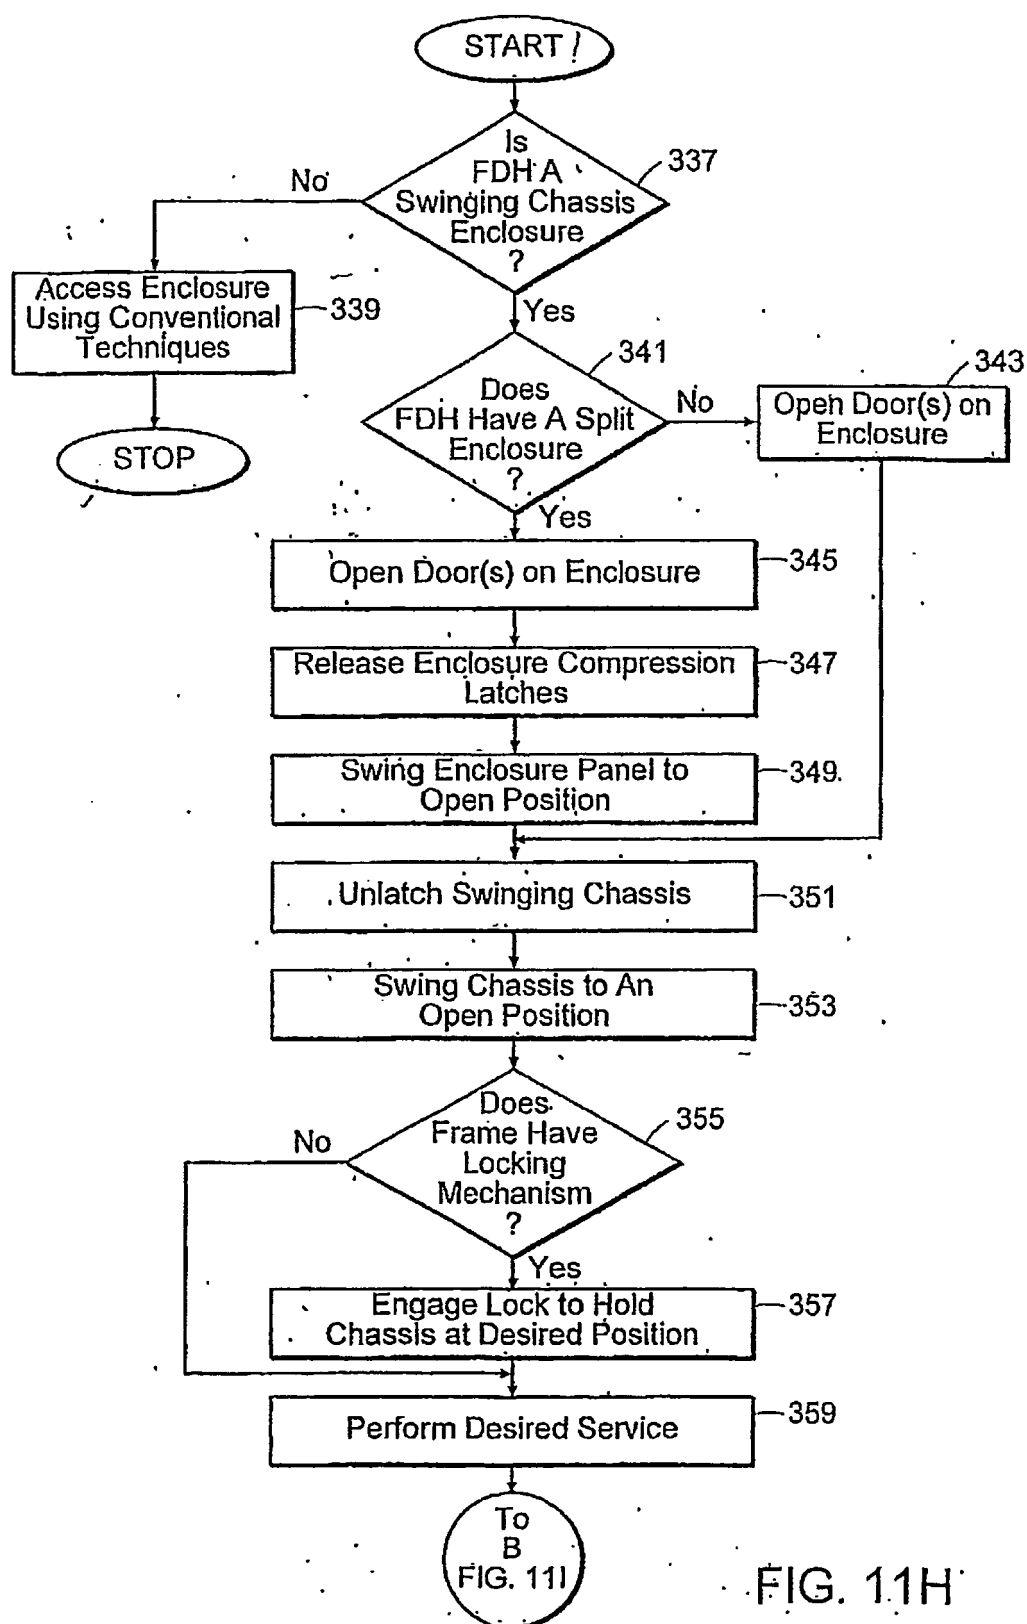 START
Is
FDH A
Swinging Chassis
Enclosure
?
337
No
Yes
Access Enclosure
Using Conventional
Techniques
339
STOP
341
Does
FDH Have A Split
Enclosure
?
No
Yes
343
Open Door(s) on
Enclosure
Open Door(s) on Enclosure
345
Release Enclosure Compression
Latches
347
Swing Enclosure Panel to
Open Position
349
Unlatch Swinging Chassis
351
Swing Chassis to An
Open Position
353
Does
Frame Have
Locking
Mechanism
?
355
No
Yes
Engage Lock to Hold
Chassis at Desired Position
357
Perform Desired Service
359
To
B
FIG. 11I
FIG. 11H